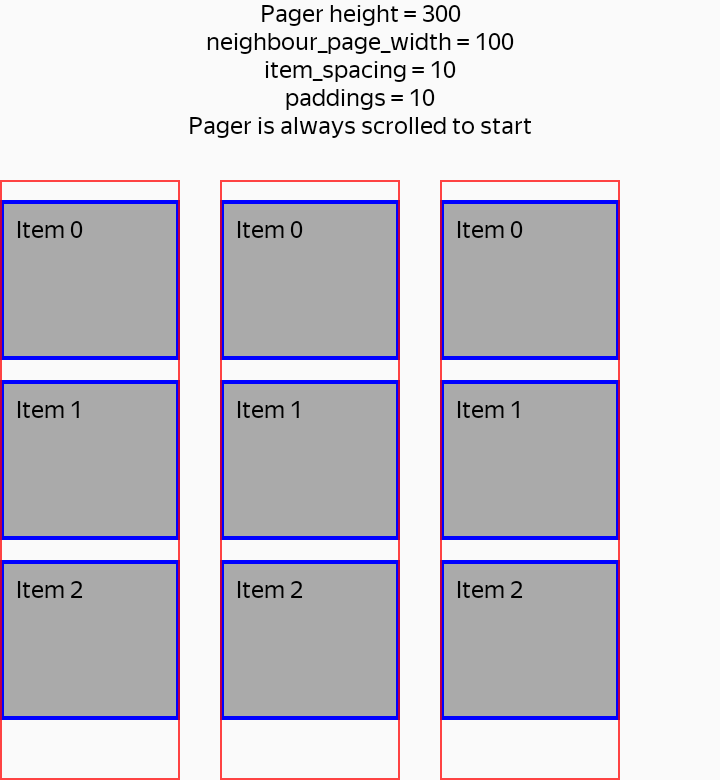 Pager height = 300
neighbour_page_width = 100
item_spacing = 10
paddings = 10
Pager is always scrolled to start
Item 0
Item 1
Item 2
Item 0
Item 1
Item 2
Item 0
Item 1
Item 2